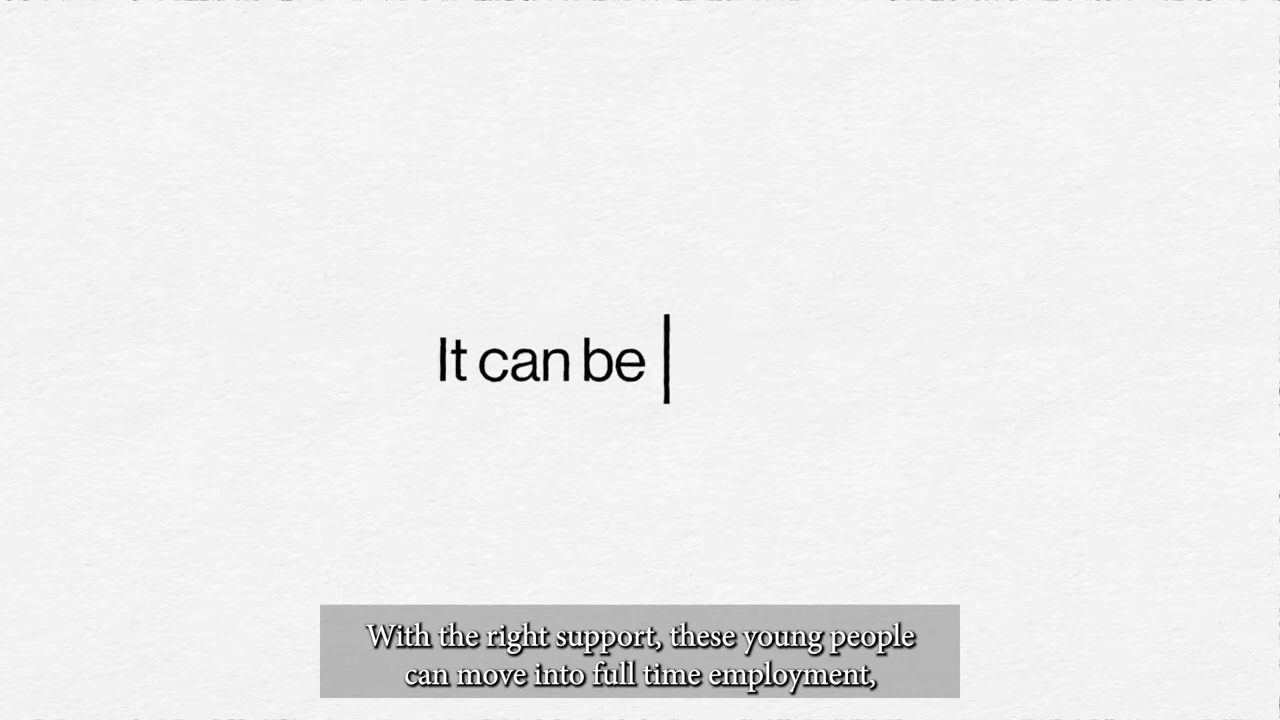 It can be
With the right support, these young people
can move into full time employment,